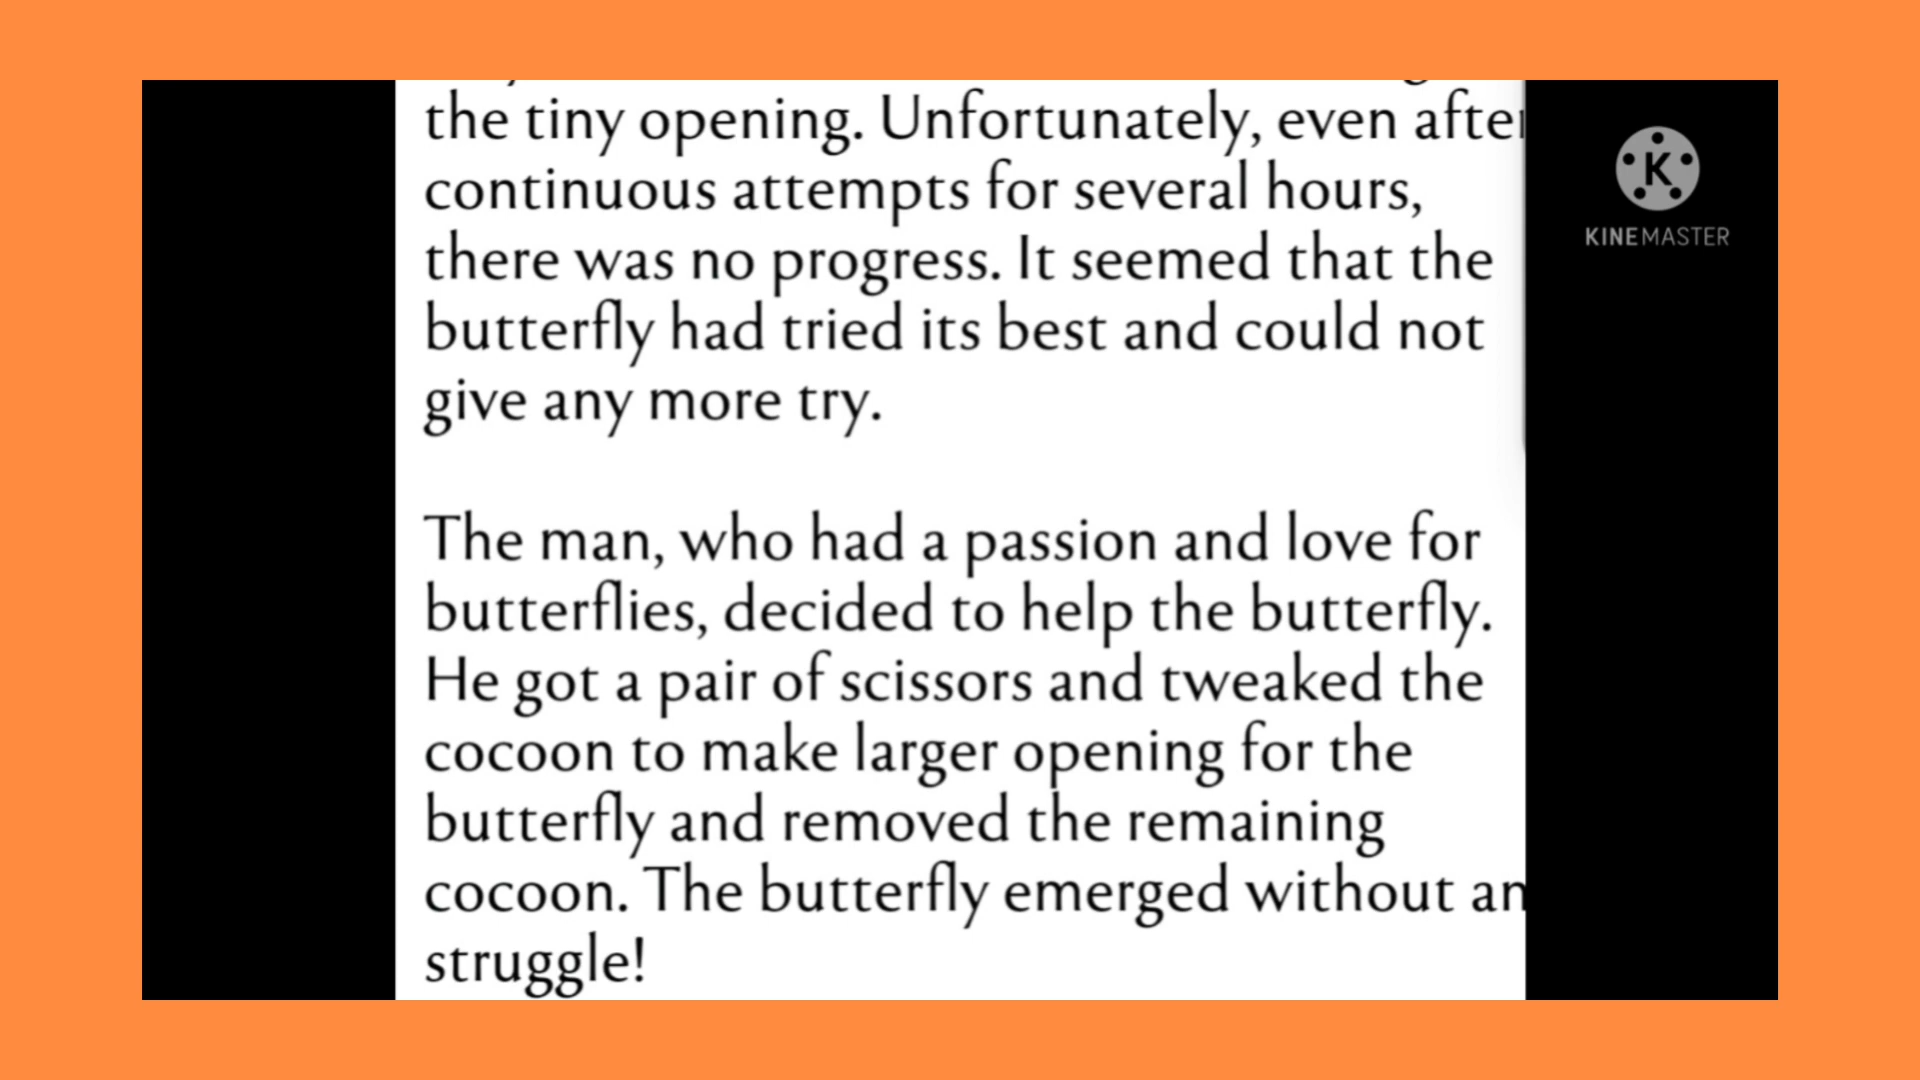 the tiny opening. Unfortunately, even after
continuous attempts for several hours,
there was no progress. It seemed that the
butterfly had tried its best and could not
give any more try.
The man, who had a passion and love for
butterflies, decided to help the butterfly.
He got a pair of scissors and tweaked the
cocoon to make larger opening for the
butterfly and removed the remaining
cocoon. The butterfly emerged without an
struggle!
K
KINEMASTER